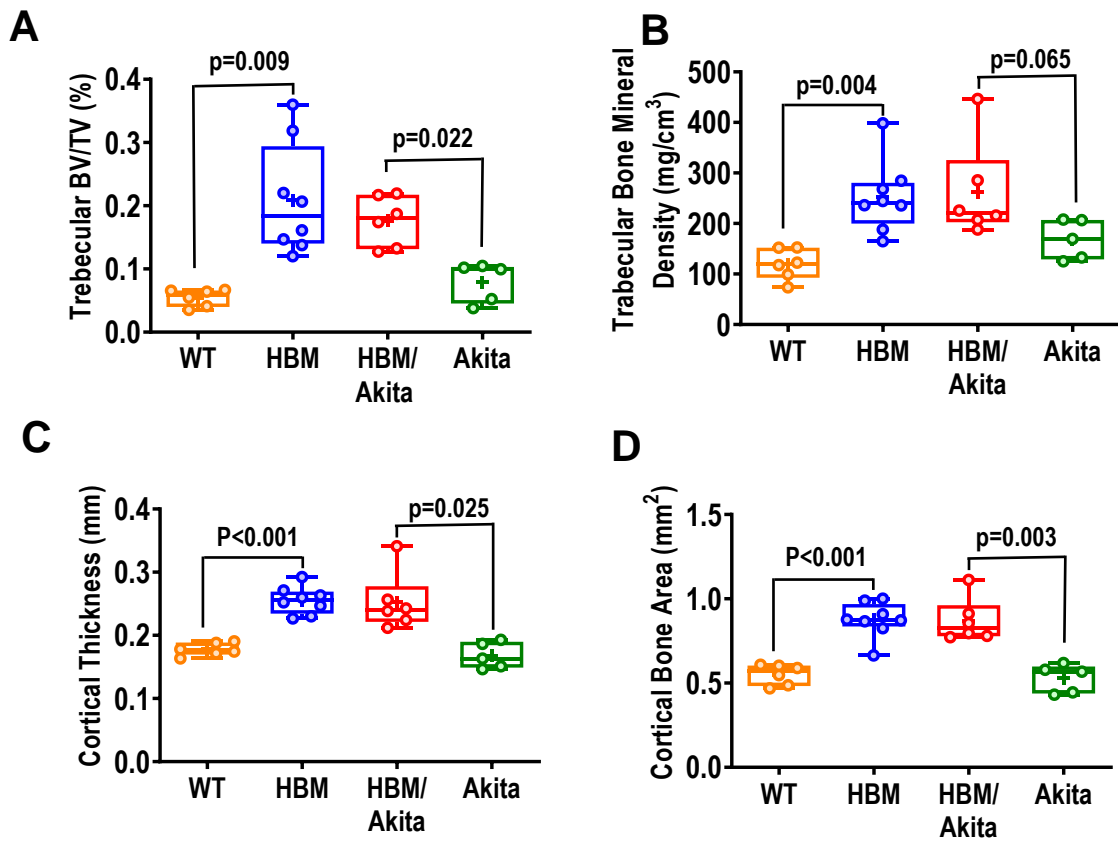 A
Trebecular BV/TV (%)
0.4
0.3
0.2
0.1
0.0
p=0.009
p=0.022
WT
HBM
HBM/
Akita
Akita
B
Trabecular Bone Mineral
Density (mg/cm³)
500
400
300
200
100
0
p=0.004
p=0.065
WT
HBM
HBM/
Akita
Akita
C
Cortical Thickness (mm)
0.4
0.3
0.2
0.1
0.0
P<0.001
p=0.025
WT
HBM
HBM/
Akita
Akita
D
Cortical Bone Area (mm²)
1.5
1.0
0.5
0.0
P<0.001
p=0.003
WT
HBM
HBM/
Akita
Akita